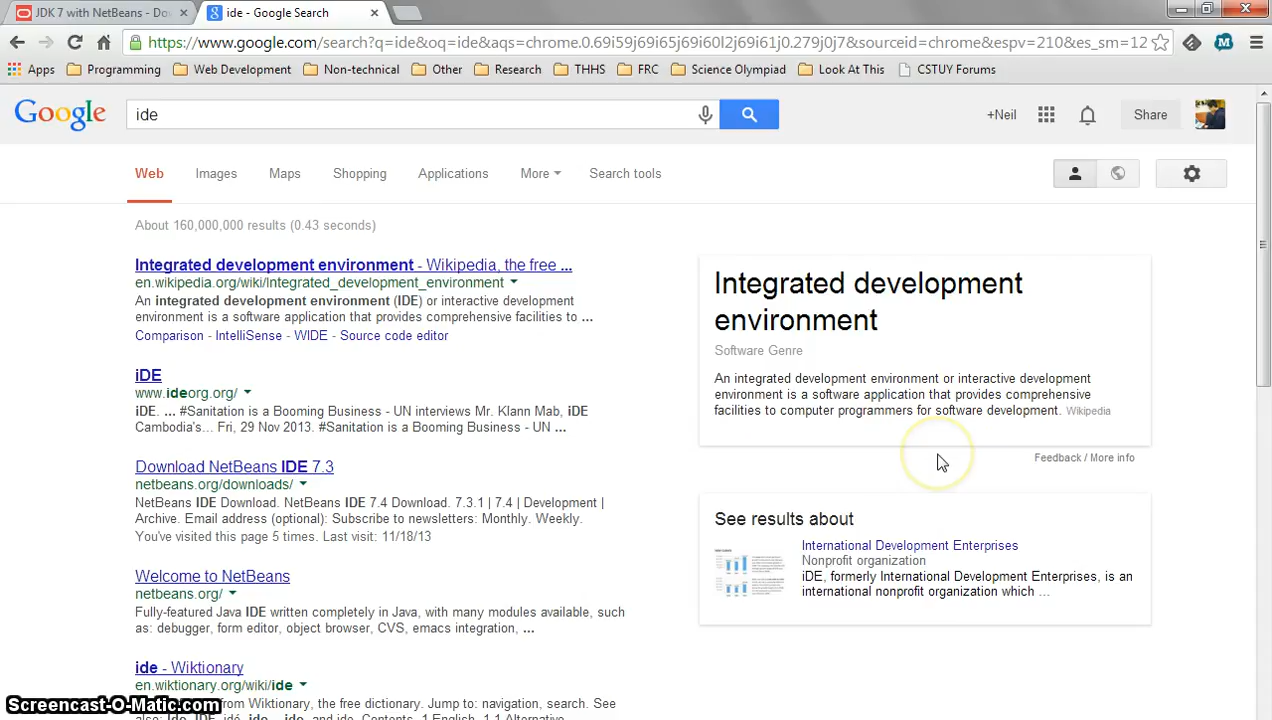 JDK 7 with NetBeans - Do
ide - Google Search
https://www.google.com/search?q=ide&oq=ide&aqs=chrome.0.69i59j69i65j69i60l2j69i61j0.279j0j7&sourceid=chrome&espv=210&es_sm=12
Apps Programming Web Development Non-technical Other Research THHS FRC Science Olympiad Look At This CSTUY Forums
Google ide +Neil Share
Web Images Maps Shopping Applications More Search tools
About 160,000,000 results (0.43 seconds)
Integrated development environment - Wikipedia, the free ...
en.wikipedia.org/wiki/Integrated_development_environment
An integrated development environment (IDE) or interactive development
environment is a software application that provides comprehensive facilities to ...
Comparison - IntelliSense - WIDE - Source code editor
iDE
www.ideorg.org/
iDE. ... #Sanitation is a Booming Business - UN interviews Mr. Klann Mab, iDE
Cambodia's... Fri, 29 Nov 2013. #Sanitation is a Booming Business - UN ...
Download NetBeans IDE 7.3
netbeans.org/downloads/
NetBeans IDE Download. NetBeans IDE 7.4 Download. 7.3.1 | 7.4 | Development |
Archive. Email address (optional): Subscribe to newsletters: Monthly. Weekly.
You've visited this page 5 times. Last visit: 11/18/13
Welcome to NetBeans
netbeans.org/
Fully-featured Java IDE written completely in Java, with many modules available, such
as: debugger, form editor, object browser, CVS, emacs integration, ...
ide - Wiktionary
en.wiktionary.org/wiki/ide
from Wiktionary, the free dictionary. Jump to: navigation, search. See
Integrated development
environment
Software Genre
An integrated development environment or interactive development
environment is a software application that provides comprehensive
facilities to computer programmers for software development. Wikipedia
Feedback / More info
See results about
International Development Enterprises
Nonprofit organization
iDE, formerly International Development Enterprises, is an
international nonprofit organization which ...
Screencast-O-Matic.com